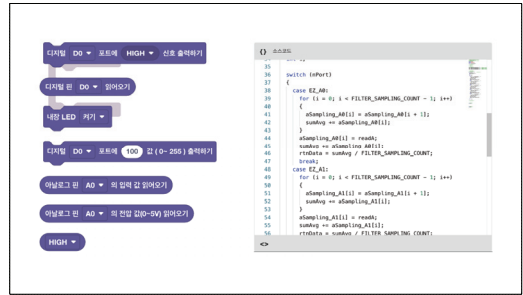 디지털 D0 ▼ 포트에 HIGH ▼ 신호 출력하기
디지털 핀 D0 ▼ 읽어오기
내장 LED 켜기 ▼
디지털 D0 ▼ 포트에 100 값 ( 0~ 255 ) 출력하기
아날로그 핀 A0 ▼ 의 입력 값 읽어오기
아날로그 핀 A0 ▼ 의 전압 값(0~5V) 읽어오기
HIGH ▼
{} 소스코드
35
36 switch (nPort)
37 {
38 case EZ_A0:
39 for (i = 0; i < FILTER_SAMPLING_COUNT - 1; i++)
40 {
41 aSampling_A0[i] = aSampling_A0[i + 1];
42 sumAvg += aSampling_A0[i];
43 }
44 aSampling_A0[i] = readA;
45 sumAvg += aSampling_A0[i];
46 rtnData = sumAvg / FILTER_SAMPLING_COUNT;
47 break;
48 case EZ_A1:
49 for (i = 0; i < FILTER_SAMPLING_COUNT - 1; i++)
50 {
51 aSampling_A1[i] = aSampling_A1[i + 1];
52 sumAvg += aSampling_A1[i];
53 }
54 aSampling_A1[i] = readA;
55 sumAvg += aSampling_A1[i];
56 rtnData = sumAvg / FILTER_SAMPLING_COUNT;
<>